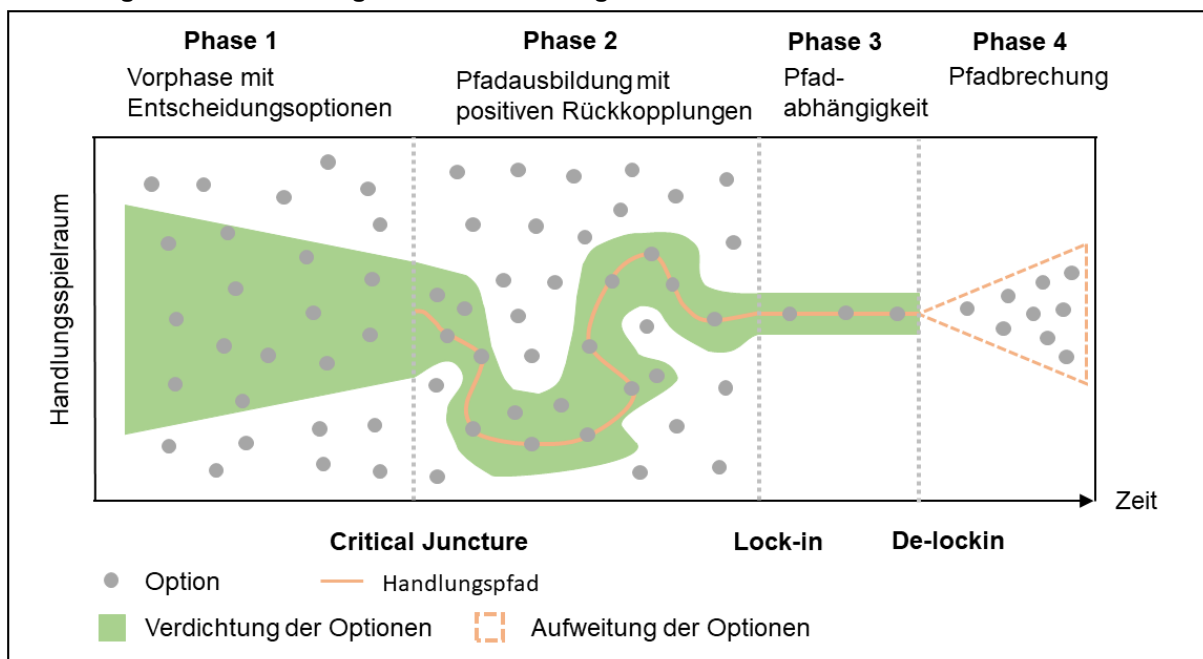 Phase 1
Vorphase mit
Entscheidungsoptionen
Phase 2
Pfadausbildung mit
positiven Rückkopplungen
Phase 3
Pfad-
abhängigkeit
Phase 4
Pfadbrechung
Handlungsspielraum
Zeit
Critical Juncture
Lock-in
De-lockin
Option
Handlungspfad
Verdichtung der Optionen
Aufweitung der Optionen